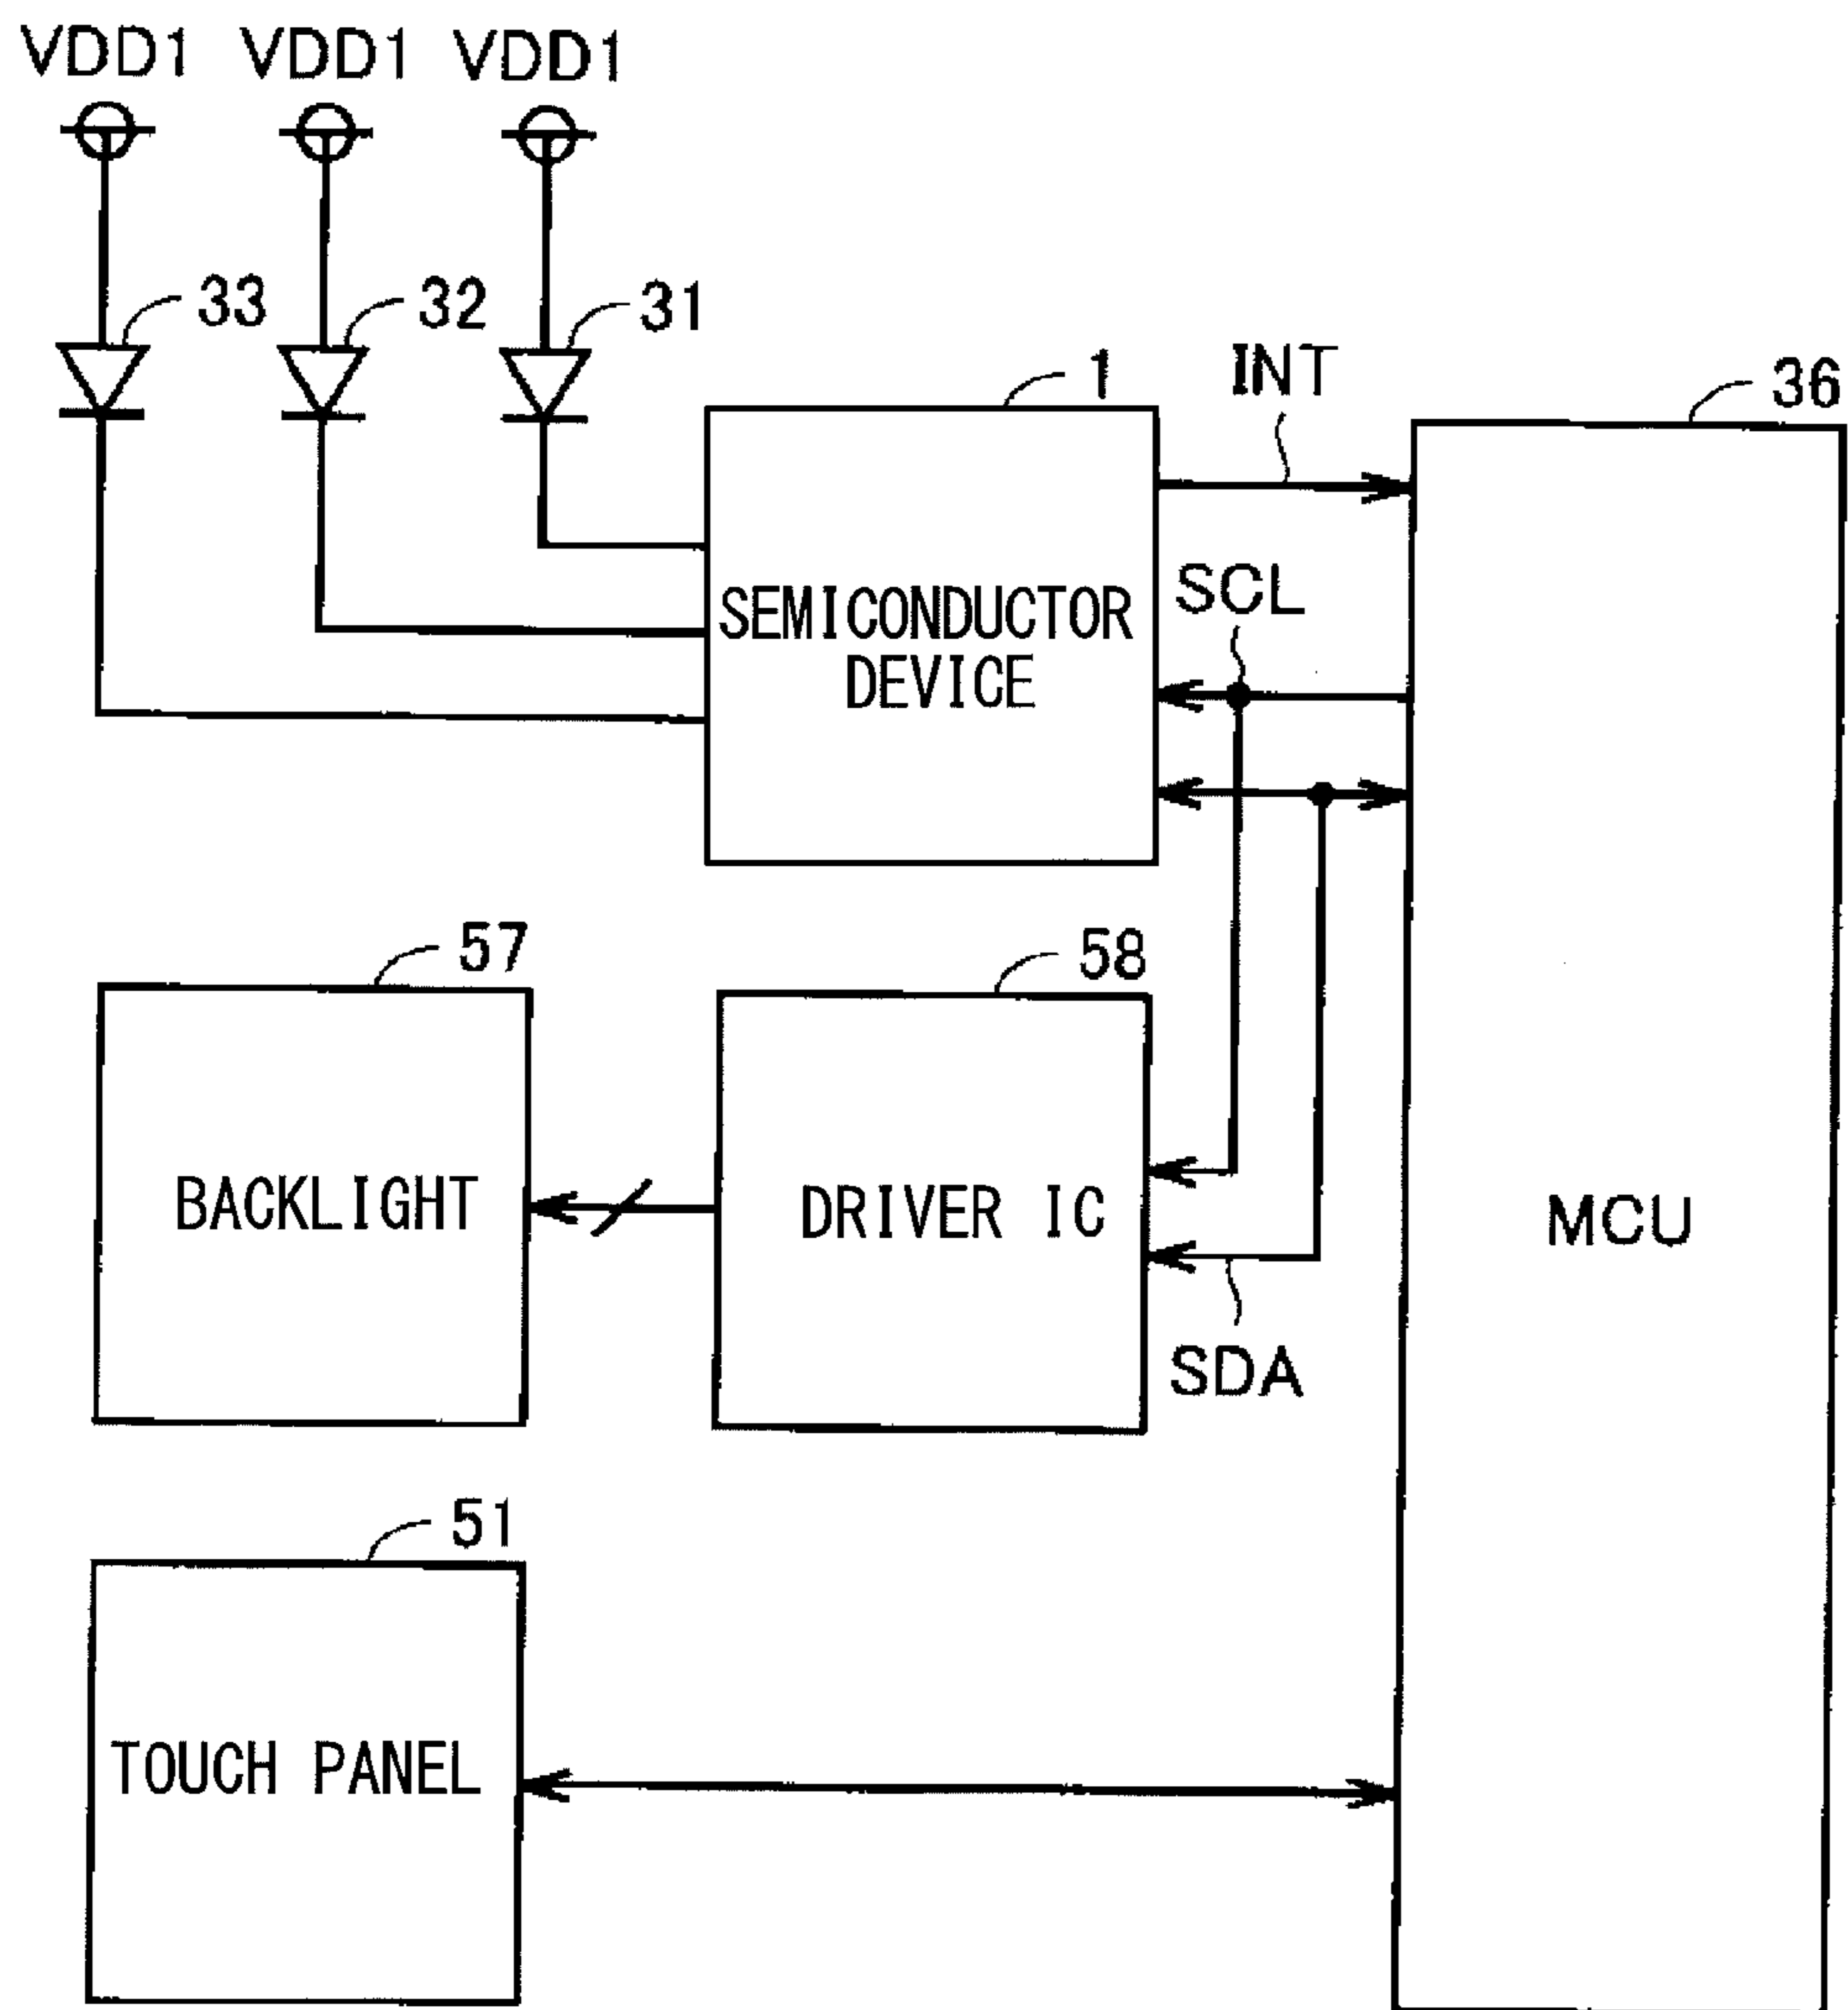 VDD1 VDD1 VDD1
33 32 31
1
INT
36
SCL
SEMICONDUCTOR
DEVICE
57
58
BACKLIGHT
DRIVER IC
MCU
SDA
51
TOUCH PANEL